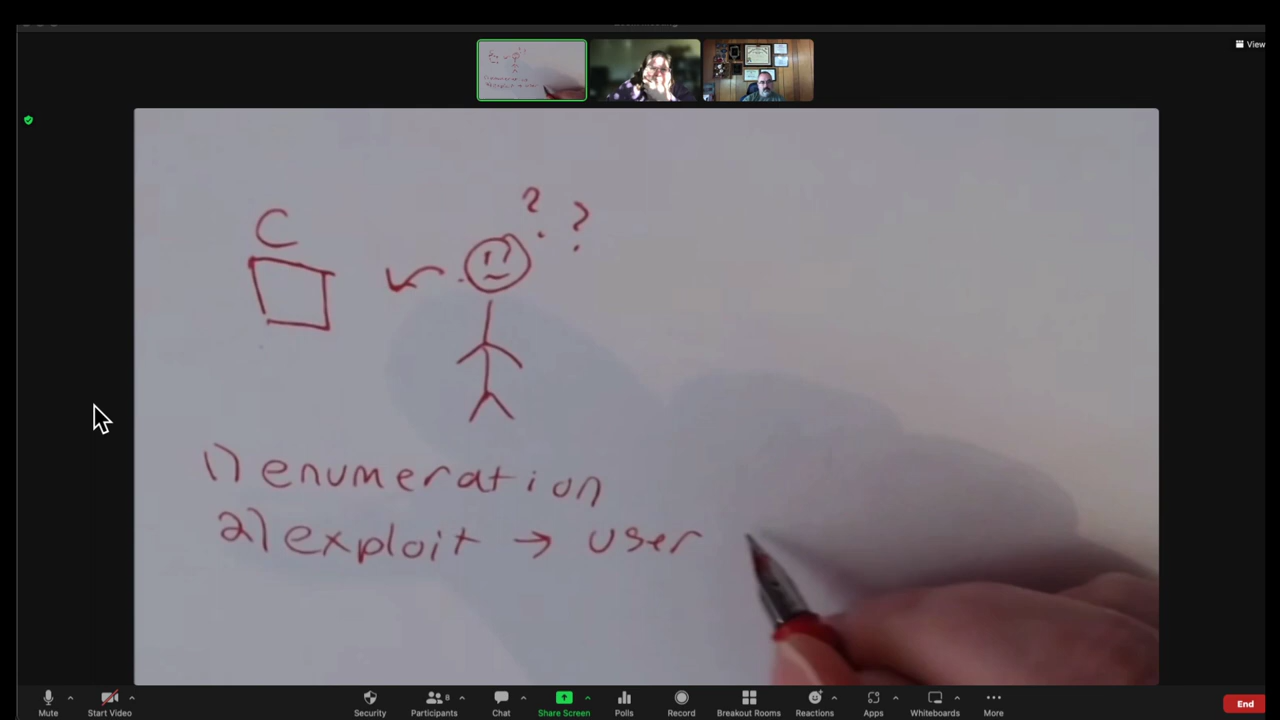 View
? ?
C
1) enumeration
2) exploit → user
Mute
Start Video
Security
Participants
8
Chat
Share Screen
Polls
Record
Breakout Rooms
Reactions
Apps
Whiteboards
More
End